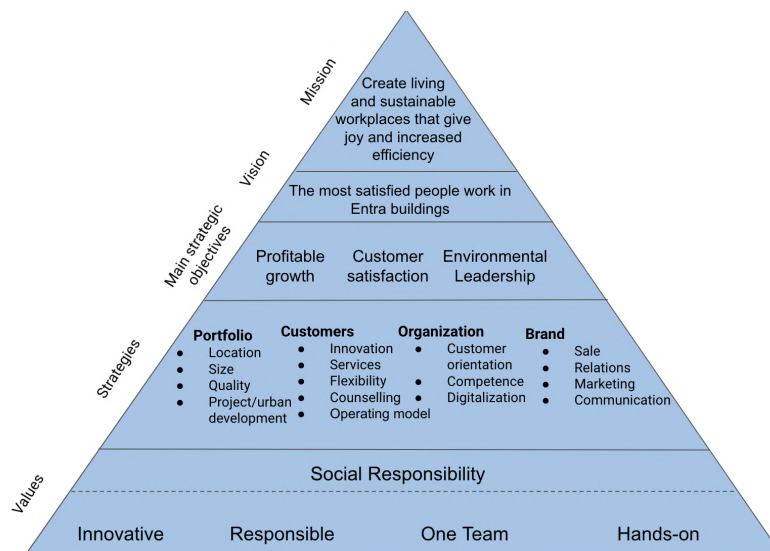 Mission
Create living
and sustainable
workplaces that give
joy and increased
efficiency
Vision
The most satisfied people work in
Entra buildings
Main strategic
objectives
Profitable
growth
Customer
satisfaction
Environmental
Leadership
Strategies
Portfolio
● Location
● Size
● Quality
● Project/urban
development
Customers
● Innovation
● Services
● Flexibility
● Counselling
● Operating model
Organization
● Customer
orientation
● Competence
● Digitalization
Brand
● Sale
● Relations
● Marketing
● Communication
Values
Social Responsibility
Innovative
Responsible
One Team
Hands-on